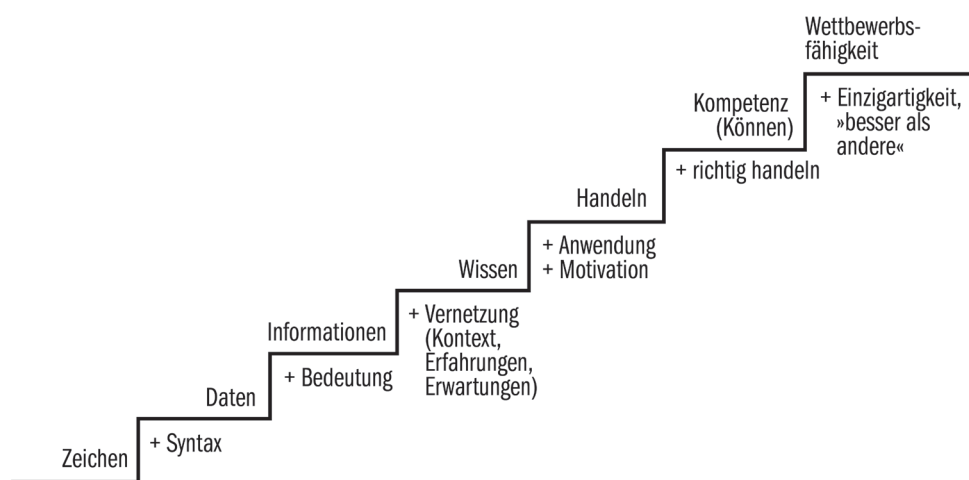 Wettbewerbs-
fähigkeit
+ Einzigartigkeit,
»besser als
andere«
Kompetenz
(Können)
+ richtig handeln
Handeln
+ Anwendung
+ Motivation
Wissen
+ Vernetzung
(Kontext,
Erfahrungen,
Erwartungen)
Informationen
+ Bedeutung
Daten
+ Syntax
Zeichen